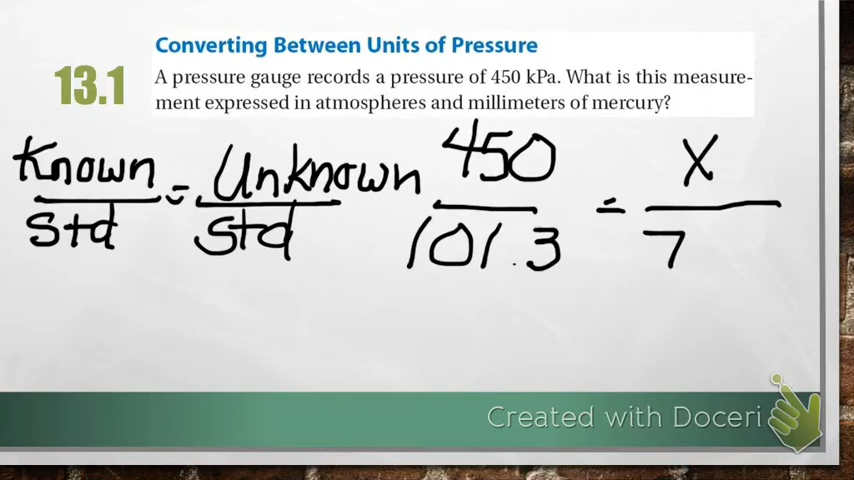 Converting Between Units of Pressure
13.1
A pressure gauge records a pressure of 450 kPa. What is this measure-
ment expressed in atmospheres and millimeters of mercury?
Known = Unknown 450 = X
Std Std 101.3 7
Created with Doceri